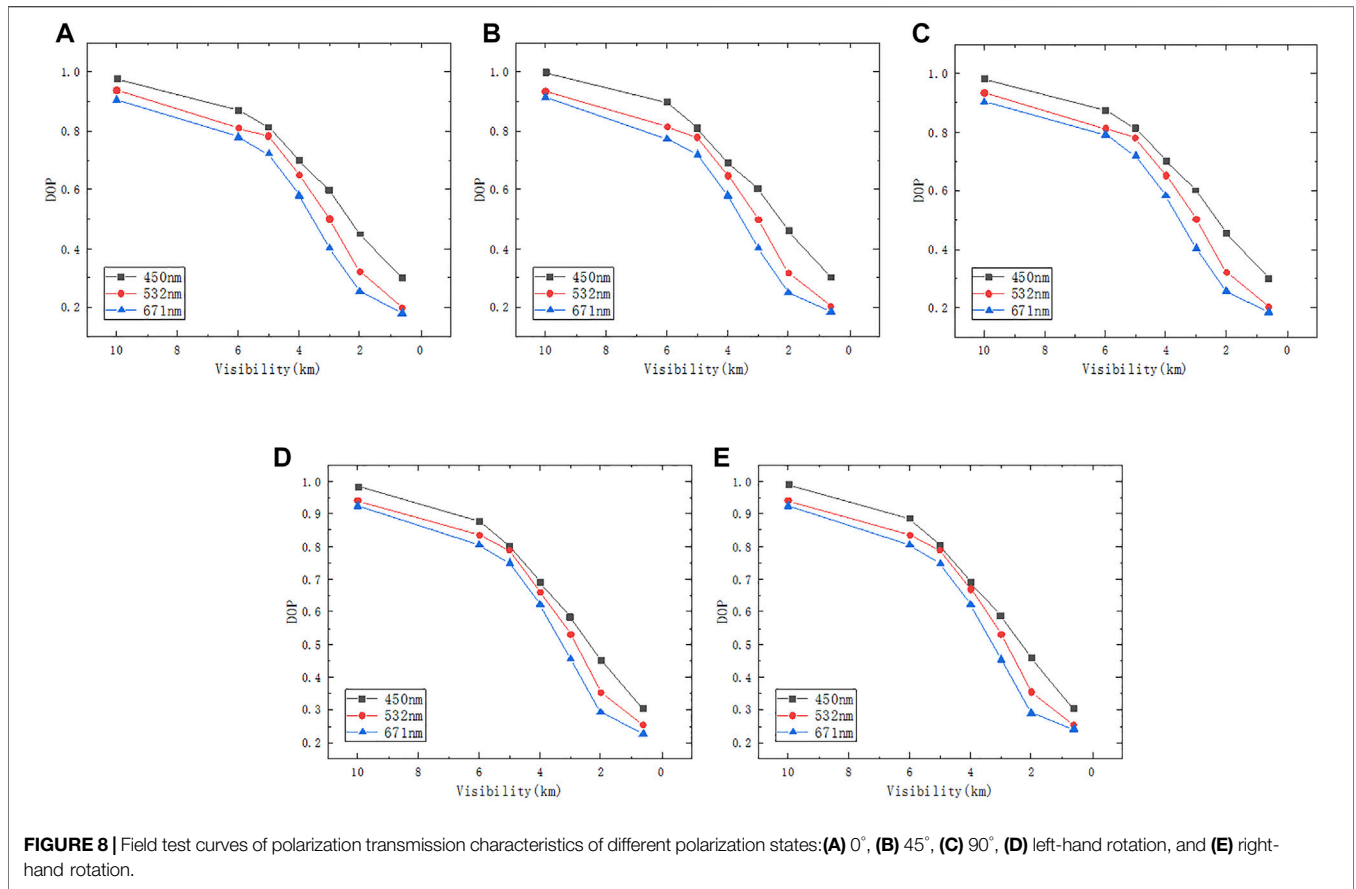 A
1.0
0.8
0.6
0.4
0.2
DOP
450nm
532nm
671nm
10 8 6 4 2 0
Visibility(km)
B
1.0
0.8
0.6
0.4
0.2
DOP
450nm
532nm
671nm
10 8 6 4 2 0
Visibility(km)
C
1.0
0.8
0.6
0.4
0.2
DOP
450nm
532nm
671nm
10 8 6 4 2 0
Visibility(km)
D
1.0
0.9
0.8
0.7
0.6
0.5
0.4
0.3
0.2
DOP
450nm
532nm
671nm
10 8 6 4 2 0
Visibility(km)
E
1.0
0.9
0.8
0.7
0.6
0.5
0.4
0.3
0.2
DOP
450nm
532nm
671nm
10 8 6 4 2 0
Visibility(km)
FIGURE 8 | Field test curves of polarization transmission characteristics of different polarization states:(A) 0°, (B) 45°, (C) 90°, (D) left-hand rotation, and (E) right-
hand rotation.